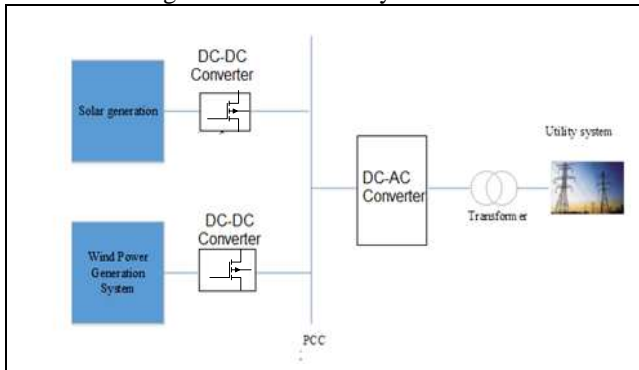 DC-DC
Converter
Solar generation
Utility system
DC-AC
Converter
Transformer
DC-DC
Converter
Wind Power
Generation
System
PCC